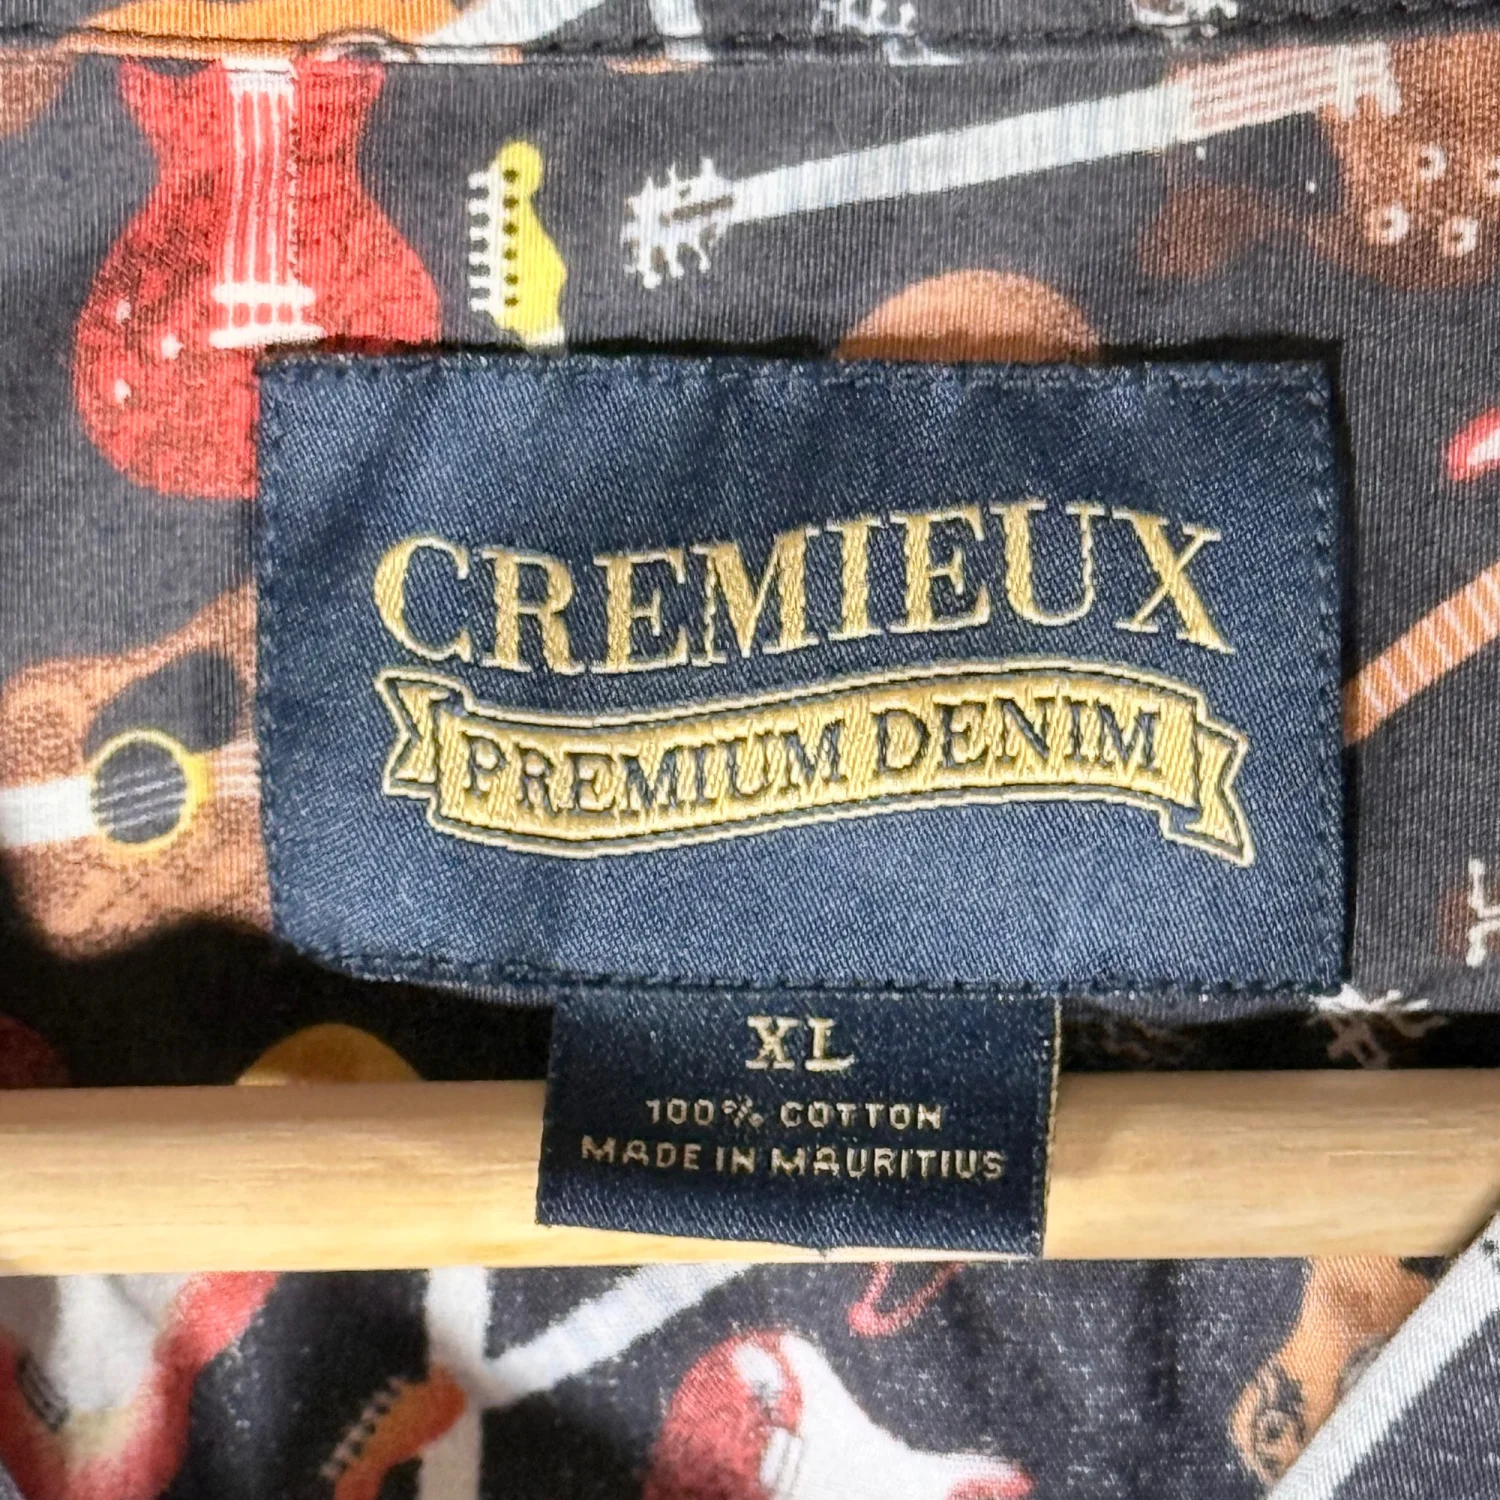 CREMIEUX
PREMIUM DENIM
XL
100% COTTON
MADE IN MAURITIUS